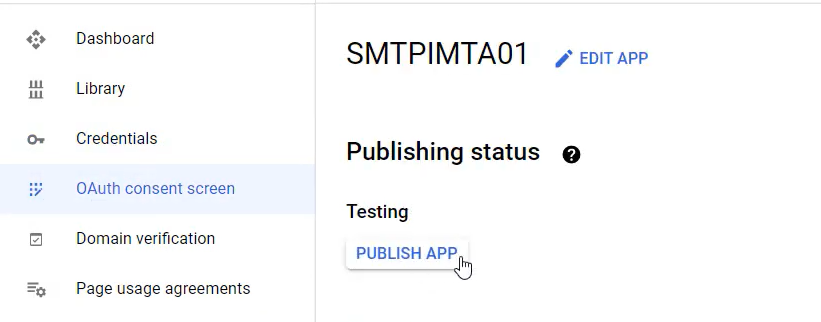 Dashboard
Library
Credentials
OAuth consent screen
Domain verification
Page usage agreements
SMTPIMTA01
EDIT APP
Publishing status
?
Testing
PUBLISH APP